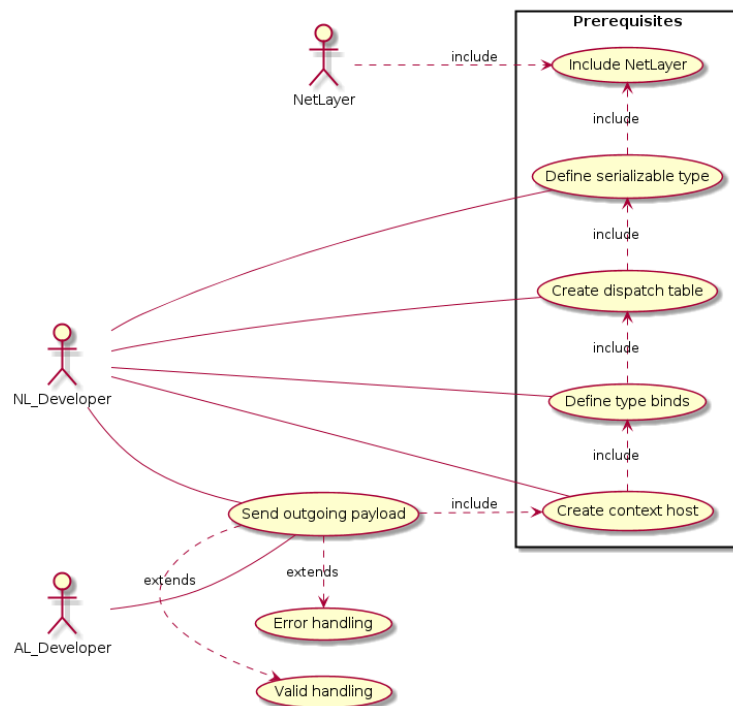 Prerequisites
include
Include NetLayer
NetLayer
include
Define serializable type
include
Create dispatch table
include
NL_Developer
Define type binds
include
Send outgoing payload
include
Create context host
extends
extends
Error handling
AL_Developer
Valid handling